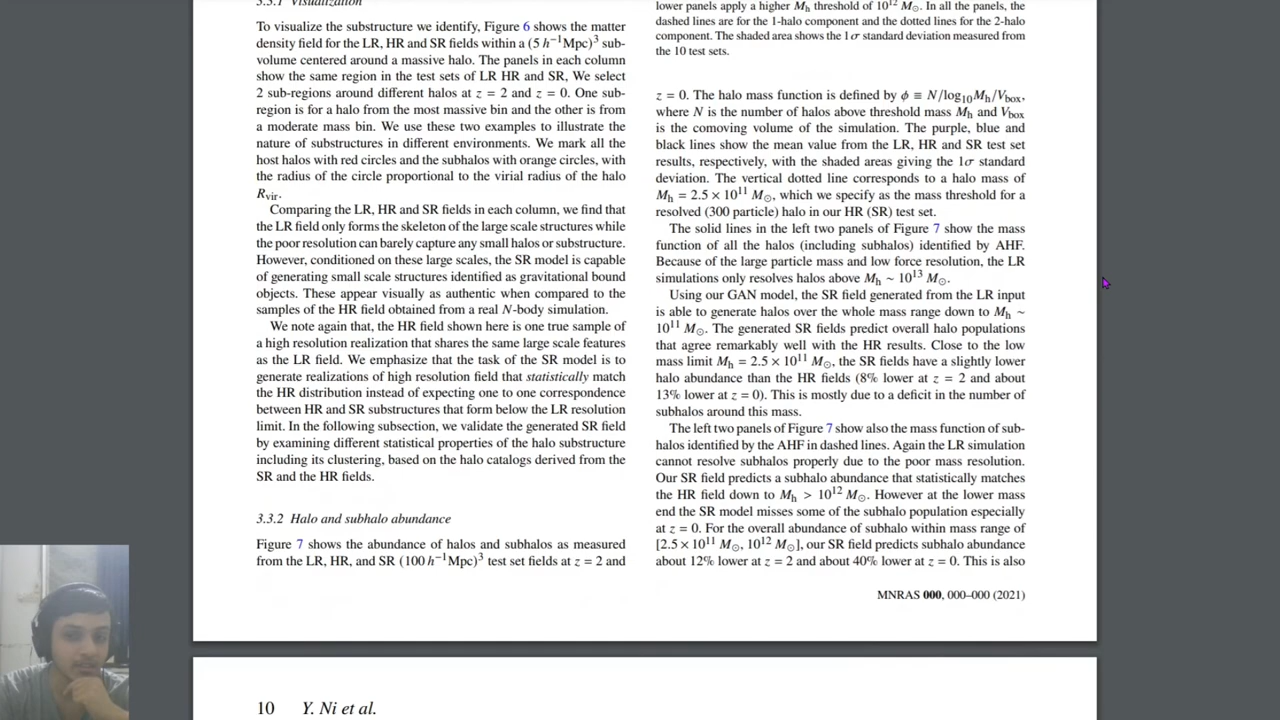 3.3.1 Visualization
To visualize the substructure we identify, Figure 6 shows the matter
density field for the LR, HR and SR fields within a (5 h⁻¹Mpc)³ sub-
volume centered around a massive halo. The panels in each column
show the same region in the test sets of LR HR and SR, We select
2 sub-regions around different halos at z = 2 and z = 0. One sub-
region is for a halo from the most massive bin and the other is from
a moderate mass bin. We use these two examples to illustrate the
nature of substructures in different environments. We mark all the
host halos with red circles and the subhalos with orange circles, with
the radius of the circle proportional to the virial radius of the halo
R_vir.
Comparing the LR, HR and SR fields in each column, we find that
the LR field only forms the skeleton of the large scale structures while
the poor resolution can barely capture any small halos or substructure.
However, conditioned on these large scales, the SR model is capable
of generating small scale structures identified as gravitational bound
objects. These appear visually as authentic when compared to the
samples of the HR field obtained from a real N-body simulation.
We note again that, the HR field shown here is one true sample of
a high resolution realization that shares the same large scale features
as the LR field. We emphasize that the task of the SR model is to
generate realizations of high resolution field that statistically match
the HR distribution instead of expecting one to one correspondence
between HR and SR substructures that form below the LR resolution
limit. In the following subsection, we validate the generated SR field
by examining different statistical properties of the halo substructure
including its clustering, based on the halo catalogs derived from the
SR and the HR fields.
3.3.2 Halo and subhalo abundance
Figure 7 shows the abundance of halos and subhalos as measured
from the LR, HR, and SR (100 h⁻¹Mpc)³ test set fields at z = 2 and
lower panels apply a higher M_h threshold of 10¹² M⊙. In all the panels, the
dashed lines are for the 1-halo component and the dotted lines for the 2-halo
component. The shaded area shows the 1 σ standard deviation measured from
the 10 test sets.
z = 0. The halo mass function is defined by ϕ ≡ N/log₁₀M_h/V_box,
where N is the number of halos above threshold mass M_h and V_box
is the comoving volume of the simulation. The purple, blue and
black lines show the mean value from the LR, HR and SR test set
results, respectively, with the shaded areas giving the 1σ standard
deviation. The vertical dotted line corresponds to a halo mass of
M_h = 2.5 × 10¹¹ M⊙, which we specify as the mass threshold for a
resolved (300 particle) halo in our HR (SR) test set.
The solid lines in the left two panels of Figure 7 show the mass
function of all the halos (including subhalos) identified by AHF.
Because of the large particle mass and low force resolution, the LR
simulations only resolves halos above M_h ~ 10¹³ M⊙.
Using our GAN model, the SR field generated from the LR input
is able to generate halos over the whole mass range down to M_h ~
10¹¹ M⊙. The generated SR fields predict overall halo populations
that agree remarkably well with the HR results. Close to the low
mass limit M_h = 2.5 × 10¹¹ M⊙, the SR fields have a slightly lower
halo abundance than the HR fields (8% lower at z = 2 and about
13% lower at z = 0). This is mostly due to a deficit in the number of
subhalos around this mass.
The left two panels of Figure 7 show also the mass function of sub-
halos identified by the AHF in dashed lines. Again the LR simulation
cannot resolve subhalos properly due to the poor mass resolution.
Our SR field predicts a subhalo abundance that statistically matches
the HR field down to M_h > 10¹² M⊙. However at the lower mass
end the SR model misses some of the subhalo population especially
at z = 0. For the overall abundance of subhalo within mass range of
[2.5 × 10¹¹ M⊙, 10¹² M⊙], our SR field predicts subhalo abundance
about 12% lower at z = 2 and about 40% lower at z = 0. This is also
MNRAS 000, 000–000 (2021)
10 Y. Ni et al.